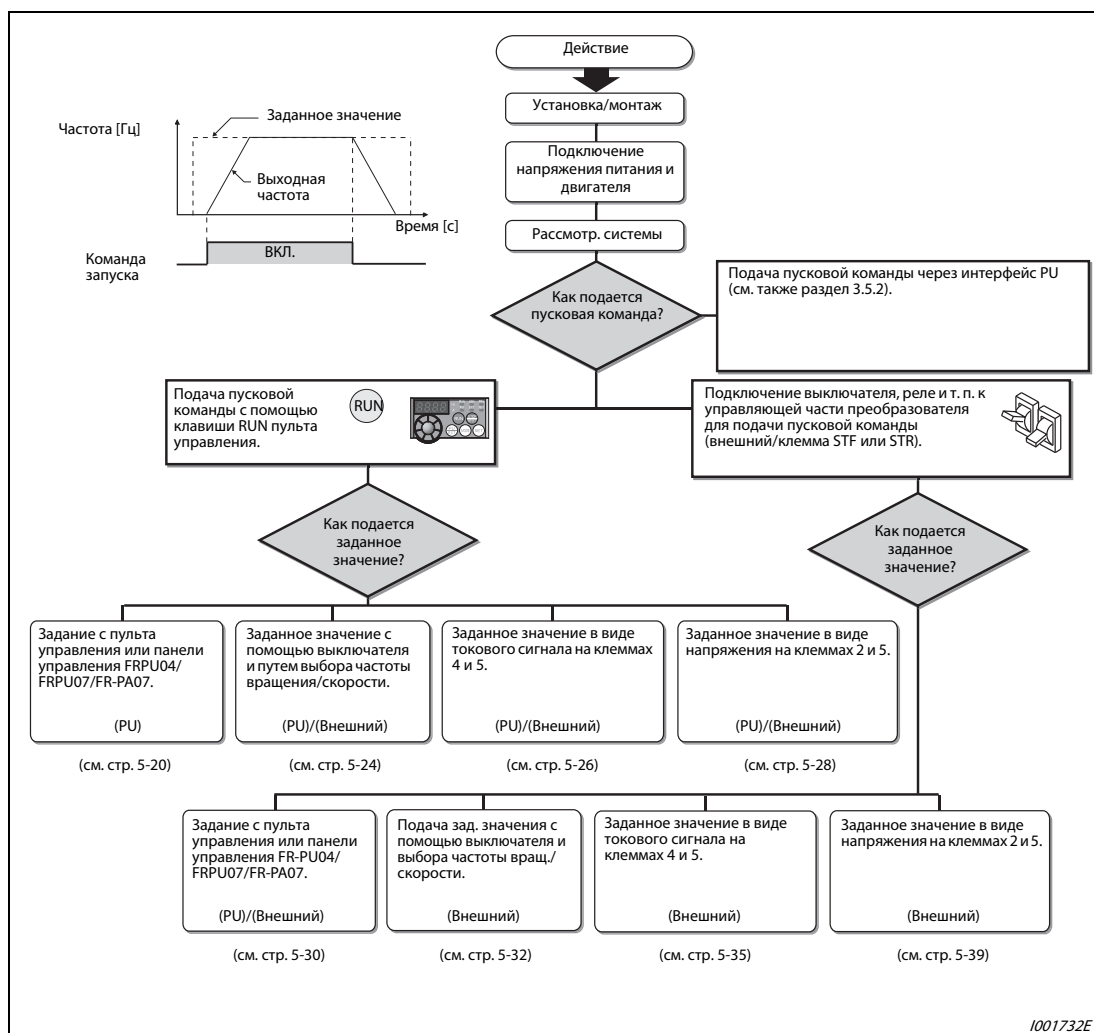 Действие
Установка/монтаж
Подключение
напряжения питания и
двигателя
Рассмотр. системы
Частота [Гц]
Заданное значение
Выходная
частота
Время [с]
Команда
запуска
ВКЛ.
Как подается
пусковая команда?
Подача пусковой команды через интерфейс PU
(см. также раздел 3.5.2).
Подача пусковой
команды с помощью
клавиши RUN пульта
управления.
RUN
Подключение выключателя, реле и т. п. к
управляющей части преобразователя
для подачи пусковой команды
(внешний/клемма STF или STR).
Как подается
заданное
значение?
Как подается
заданное
значение?
Задание с пульта
управления или панели
управления FRPU04/
FRPU07/FR-PA07.
(PU)
(см. стр. 5-20)
Заданное значение с
помощью выключателя
и путем выбора частоты
вращения/скорости.
(PU)/(Внешний)
(см. стр. 5-24)
Заданное значение в виде
токового сигнала на клеммах
4 и 5.
(PU)/(Внешний)
(см. стр. 5-26)
Заданное значение в виде
напряжения на клеммах 2 и 5.
(PU)/(Внешний)
(см. стр. 5-28)
Задание с пульта
управления или панели
управления FR-PU04/
FRPU07/FR-PA07.
(PU)/(Внешний)
(см. стр. 5-30)
Подача зад. значения с
помощью выключателя и
выбора частоты вращ./
скорости.
(Внешний)
(см. стр. 5-32)
Заданное значение в виде
токового сигнала на
клеммах 4 и 5.
(Внешний)
(см. стр. 5-35)
Заданное значение в виде
напряжения на клеммах 2 и 5.
(Внешний)
(см. стр. 5-39)
I001732E